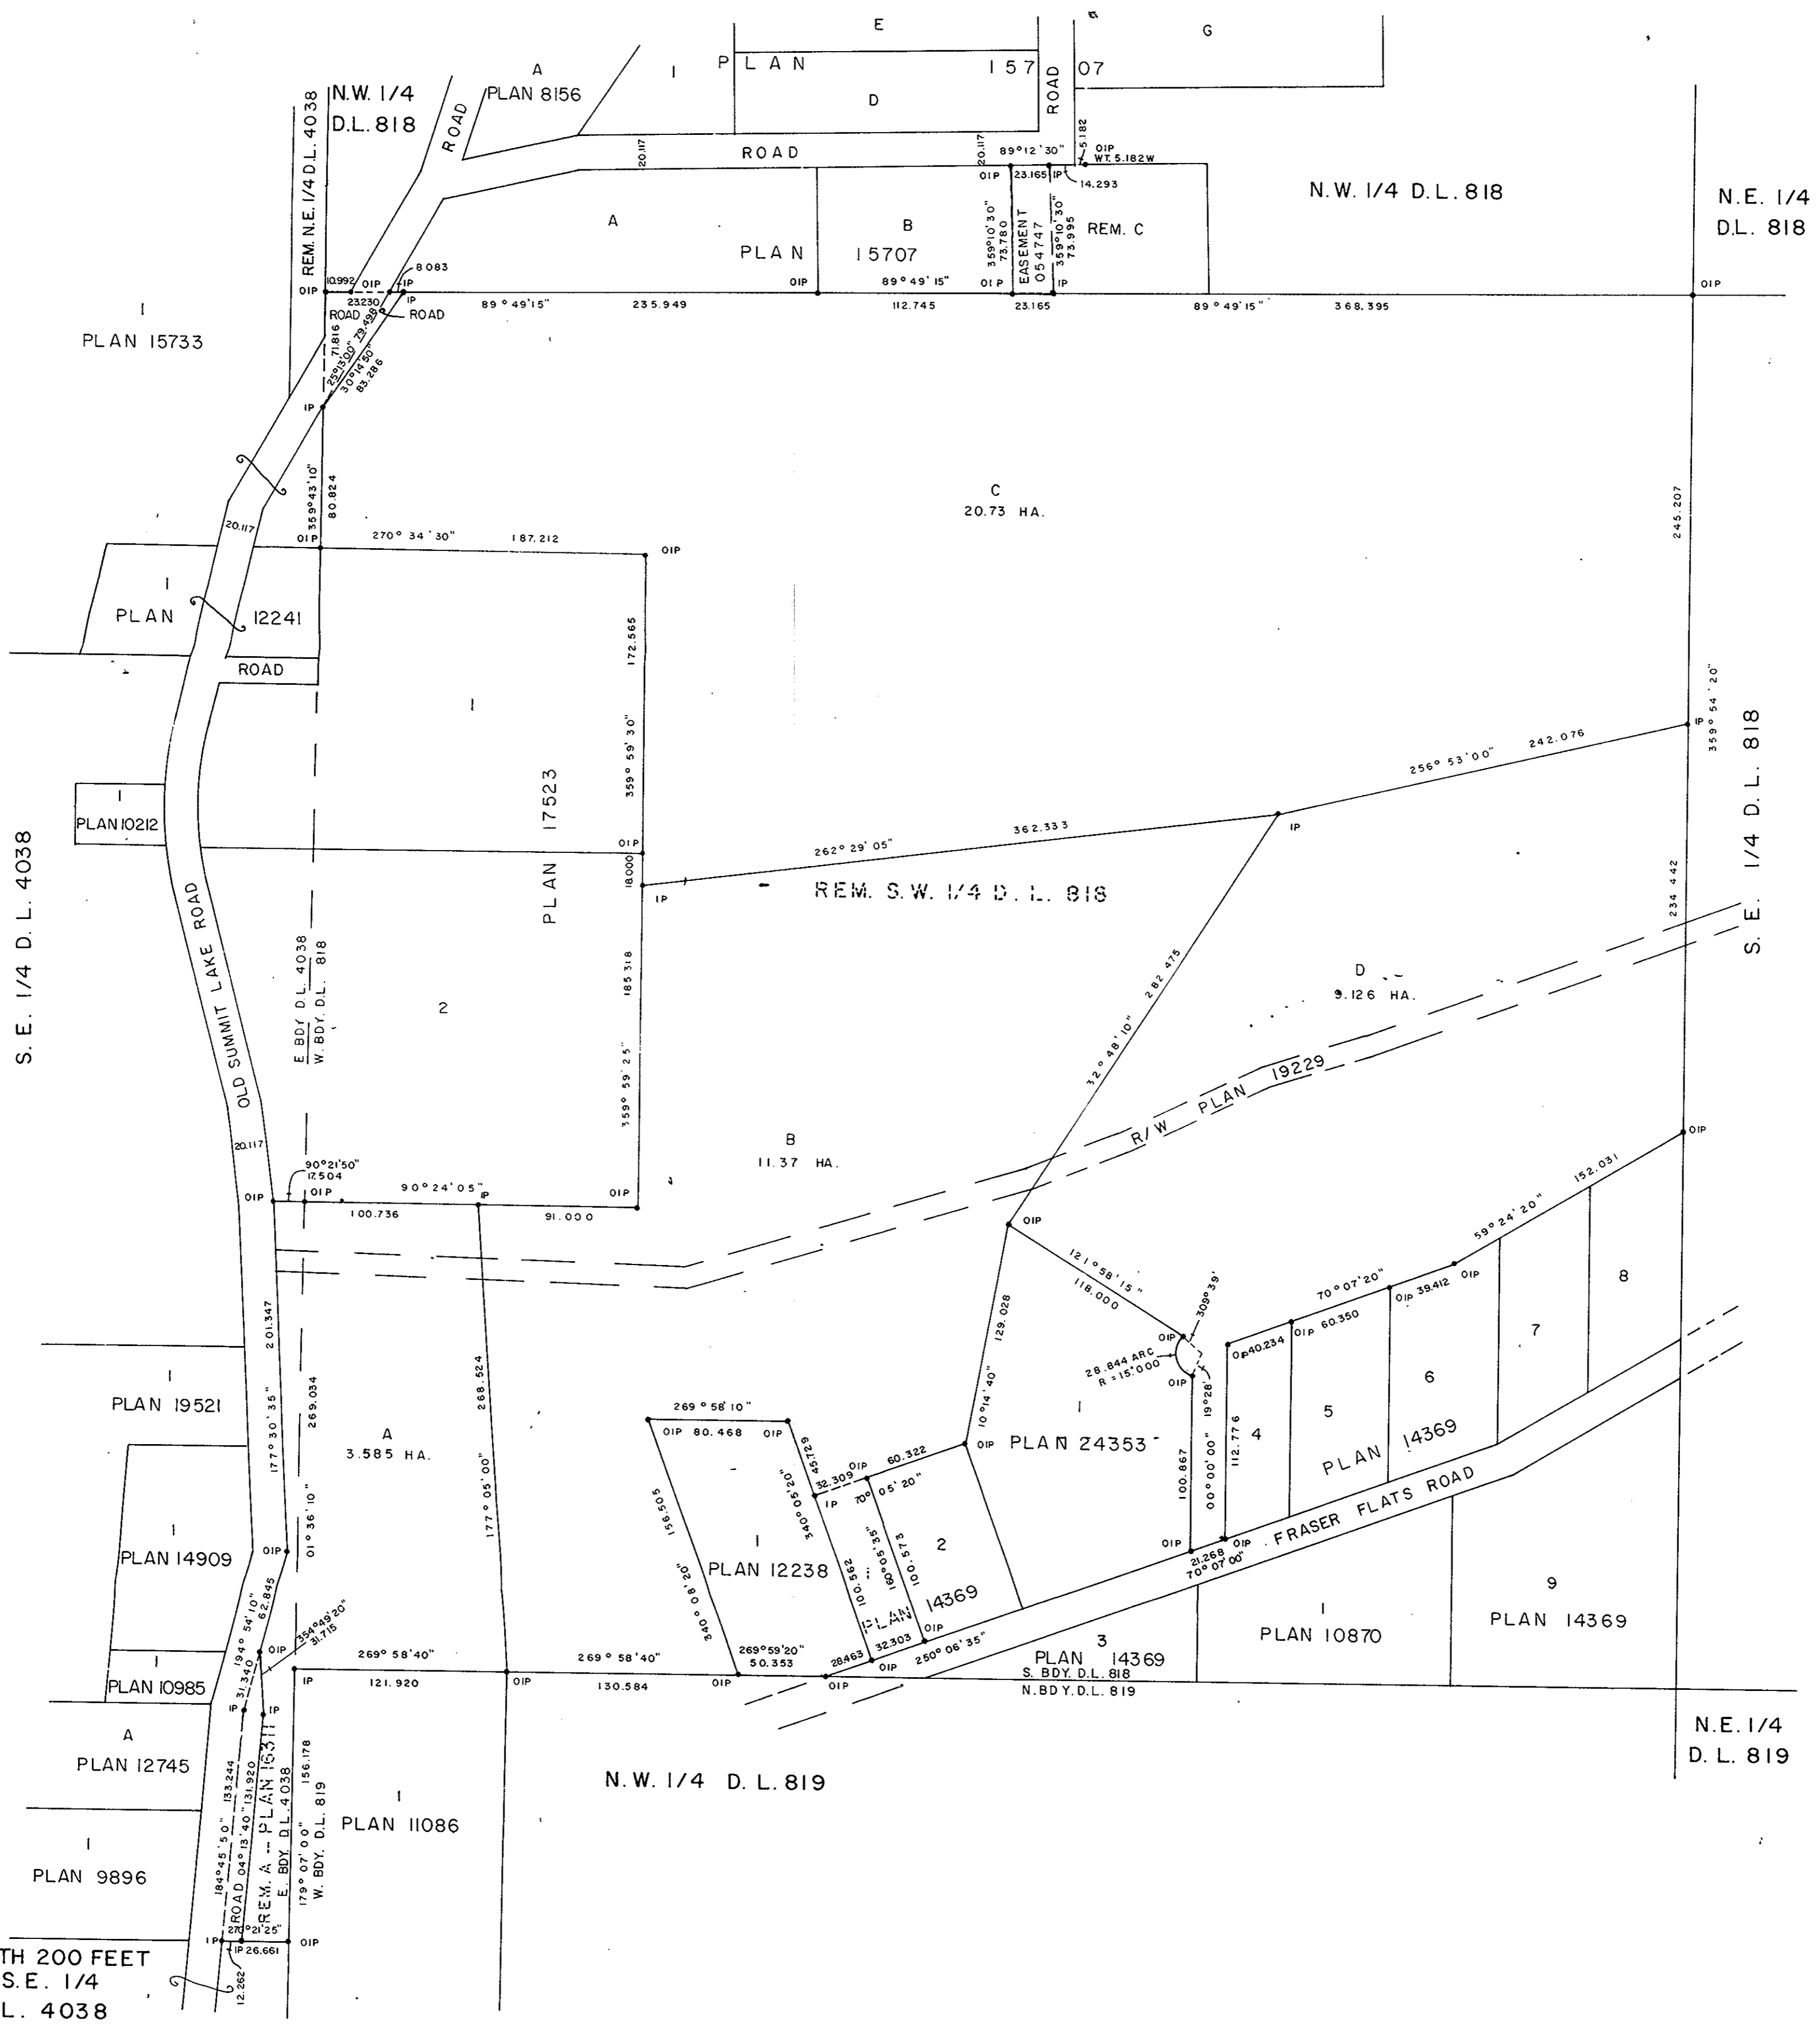 E
G
A
PLAN 8156
I
PLAN 157 07
D
ROAD
ROAD
REM. N.E. 1/4 D.L. 4038
N.W. 1/4
D.L. 818
20.117
ROAD
20.117
89°12'30"
5.182
OIP
WT. 5.182W
OIP
23.165
IP
14.293
N.W. 1/4 D.L. 818
N.E. 1/4
D.L. 818
A
B
PLAN 15707
359°10'30"
73.780
EASEMENT
054747
359°10'30"
73.995
REM. C
8.083
OIP
10.992
OIP
IP
IP
23.230
ROAD
ROAD
89°49'15"
235.949
OIP
89°49'15"
112.745
OIP
IP
23.165
89°49'15"
368.395
OIP
I
PLAN 15733
71.816
25°13'00" 79.498
30°14'50"
83.286
IP
359°43'10"
80.824
C
20.73 HA.
245.207
20.117
OIP
270°34'30"
187.212
OIP
I
PLAN 12241
ROAD
172.565
359°59'30"
I
359°54'20"
IP
256°53'00"
242.076
S.E. 1/4 D.L. 818
I
PLAN 10212
S.E. 1/4 D.L. 4038
PLAN 17523
OIP
18.000
IP
262°29'05"
362.333
IP
REM. S.W. 1/4 D.L. 818
234.442
OLD SUMMIT LAKE ROAD
E. BDY D.L. 4038
W. BDY. D.L. 818
2
185.318
359°59'25"
282.475
32°48'10"
D
9.126 HA.
R/W PLAN 19229
B
11.37 HA.
20.117
90°21'50"
17.504
OIP
OIP
90°24'05"
IP
OIP
100.736
91.000
OIP
OIP
152.031
59°24'20"
121°58'15"
118.000
309°39'
OIP
28.844 ARC
R = 15.000
OIP
19°28'
70°07'20"
OIP
40.234
OIP
60.350
OIP
39.412
OIP
8
7
6
5
4
PLAN 14369
201.347
177°30'35"
269.034
01°36'10"
268.524
177°05'00"
129.028
10°14'40"
I
PLAN 24353
100.867
00°00'00"
112.776
I
PLAN 19521
A
3.585 HA.
269°58'10"
OIP
80.468
OIP
45.729
340°05'20"
32.309
IP
OIP
60.322
70°05'20"
OIP
156.505
340°08'20"
I
PLAN 12238
100.562
160°05'35"
100.573
2
PLAN 14369
OIP
21.268
OIP
70°07'00"
FRASER FLATS ROAD
I
PLAN 14909
OIP
194°54'10"
62.845
354°49'20"
31.715
OIP
I
PLAN 10985
31.340
IP
IP
269°58'40"
IP
121.920
OIP
269°58'40"
130.584
OIP
269°59'20"
50.353
OIP
28.463
OIP
32.303
OIP
250°06'35"
3
PLAN 14369
S. BDY. D.L. 818
N. BDY. D.L. 819
I
PLAN 10870
9
PLAN 14369
A
PLAN 12745
N.E. 1/4
D.L. 819
N.W. 1/4 D.L. 819
184°45'50"
133.244
ROAD
04°13'40"
131.920
REM. A -- PLAN 16311
E. BDY. D.L. 4038
179°07'00"
156.178
W. BDY. D.L. 819
I
PLAN 11086
I
PLAN 9896
270°21'25"
IP
IP
26.661
OIP
12.262
TH 200 FEET
S.E. 1/4
L. 4038